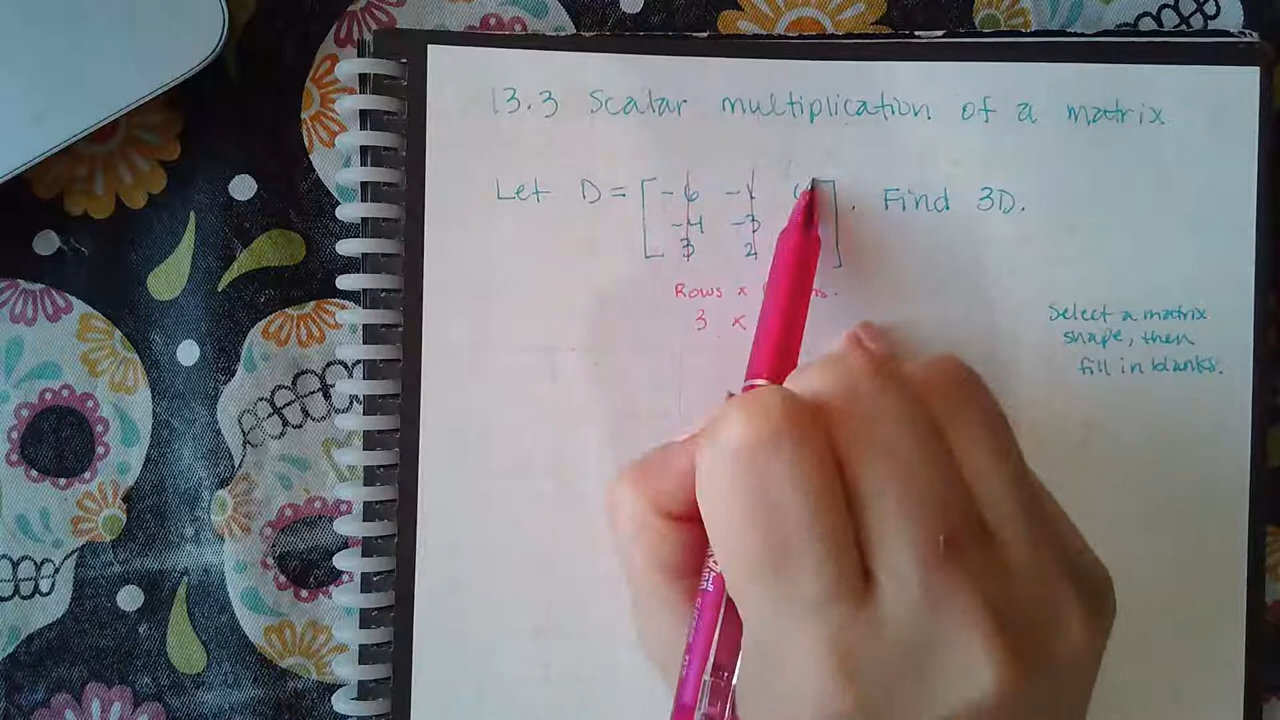 13.3 Scalar multiplication of a matrix
Let D = [ -6 -1 ]. Find 3D.
-4 -3
3 2
Rows x
3 x
Select a matrix
shape, then
fill in blanks.